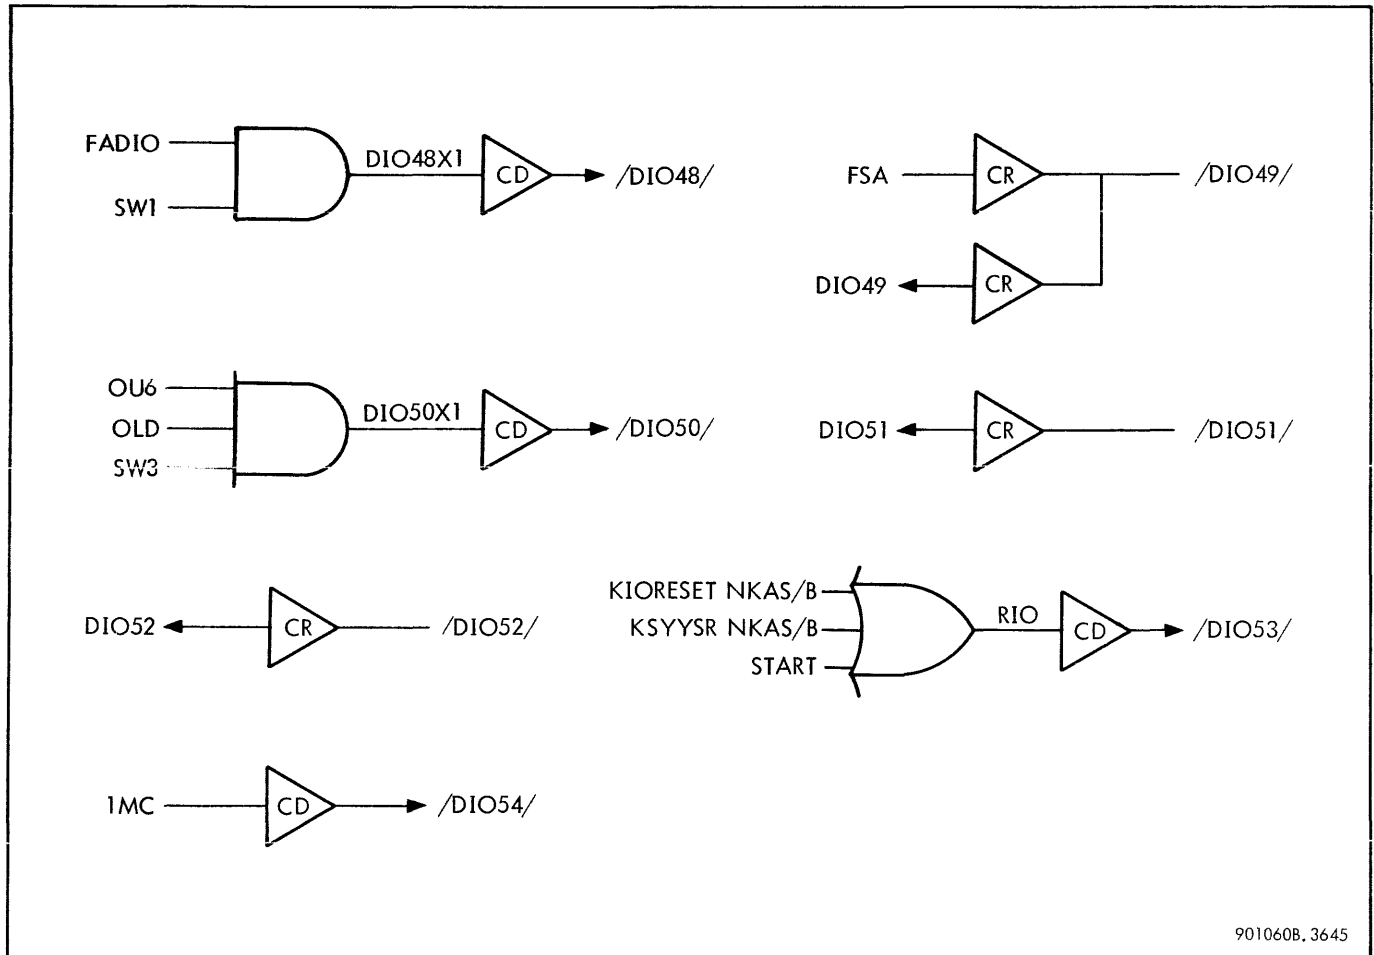 FADIO
SW1
DIO48X1
CD
/DIO48/
FSA
CR
/DIO49/
DIO49
CR
OU6
OLD
SW3
DIO50X1
CD
/DIO50/
DIO51
CR
/DIO51/
DIO52
CR
/DIO52/
KIORESET NKAS/B
KSYYSR NKAS/B
START
RIO
CD
/DIO53/
1MC
CD
/DIO54/
901060B.3645